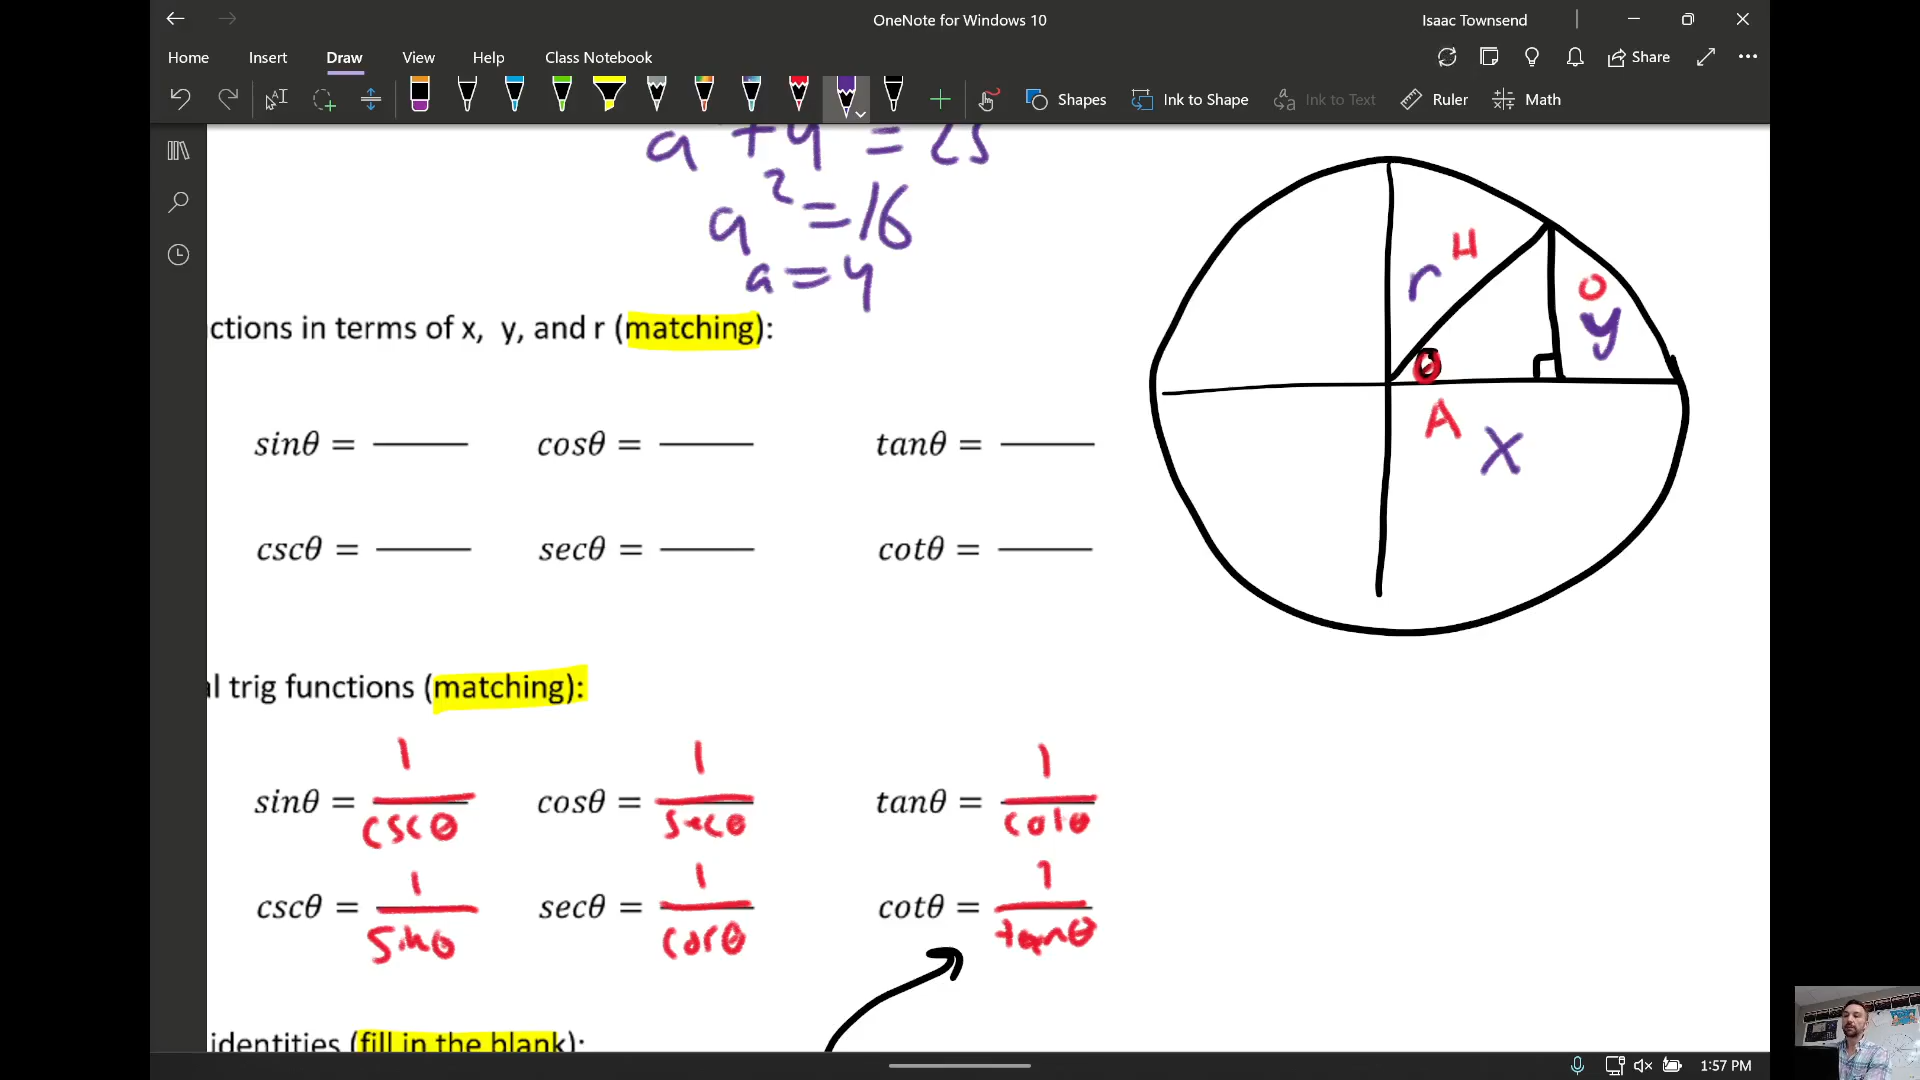 OneNote for Windows 10
Isaac Townsend
Home Insert Draw View Help Class Notebook
Share
Shapes Ink to Shape Ink to Text Ruler Math
a + 9 = 25
a² = 16
a = 4
ctions in terms of x, y, and r (matching):
sinθ = cosθ = tanθ =
cscθ = secθ = cotθ =
H
r
O
y
θ
A
X
al trig functions (matching):
sinθ = 1/cscθ cosθ = 1/secθ tanθ = 1/cotθ
cscθ = 1/sinθ secθ = 1/cosθ cotθ = 1/tanθ
identities (fill in the blank):
1:57 PM